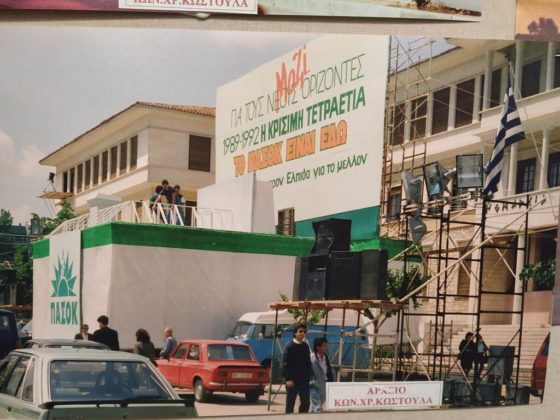 ΚΩΝ.ΧΡ.ΚΩΣΤΟΥΛΑ
Μαζί
ΓΙΑ ΤΟΥΣ ΝΕΟΥΣ ΟΡΙΖΟΝΤΕΣ
1989-1992 Η ΚΡΙΣΙΜΗ ΤΕΤΡΑΕΤΙΑ
ΤΟ ΠΑΣΟΚ ΕΙΝΑΙ ΕΔΩ
Ελπίδα για το μέλλον
ΠΑΣΟΚ
ΑΡΧΕΙΟ
ΚΩΝ.ΧΡ.ΚΩΣΤΟΥΛΑ